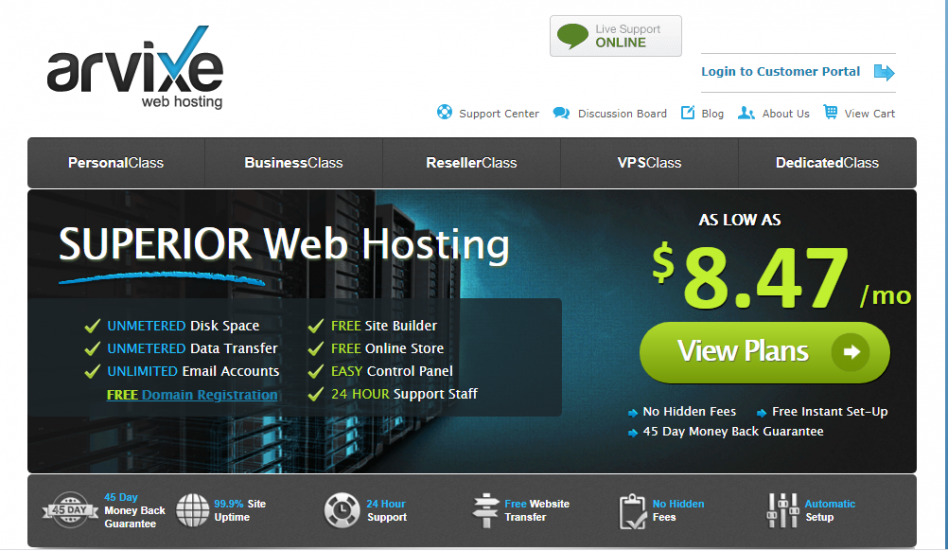 arvixe
web hosting
Live Support
ONLINE
Login to Customer Portal
Support Center Discussion Board Blog About Us View Cart
PersonalClass BusinessClass ResellerClass VPSClass DedicatedClass
SUPERIOR Web Hosting
AS LOW AS
$8.47/mo
UNMETERED Disk Space
UNMETERED Data Transfer
UNLIMITED Email Accounts
FREE Domain Registration
FREE Site Builder
FREE Online Store
EASY Control Panel
24 HOUR Support Staff
View Plans
No Hidden Fees Free Instant Set-Up
45 Day Money Back Guarantee
45 DAY
45 Day
Money Back
Guarantee
99.9% Site
Uptime
24 Hour
Support
Free Website
Transfer
No Hidden
Fees
Automatic
Setup